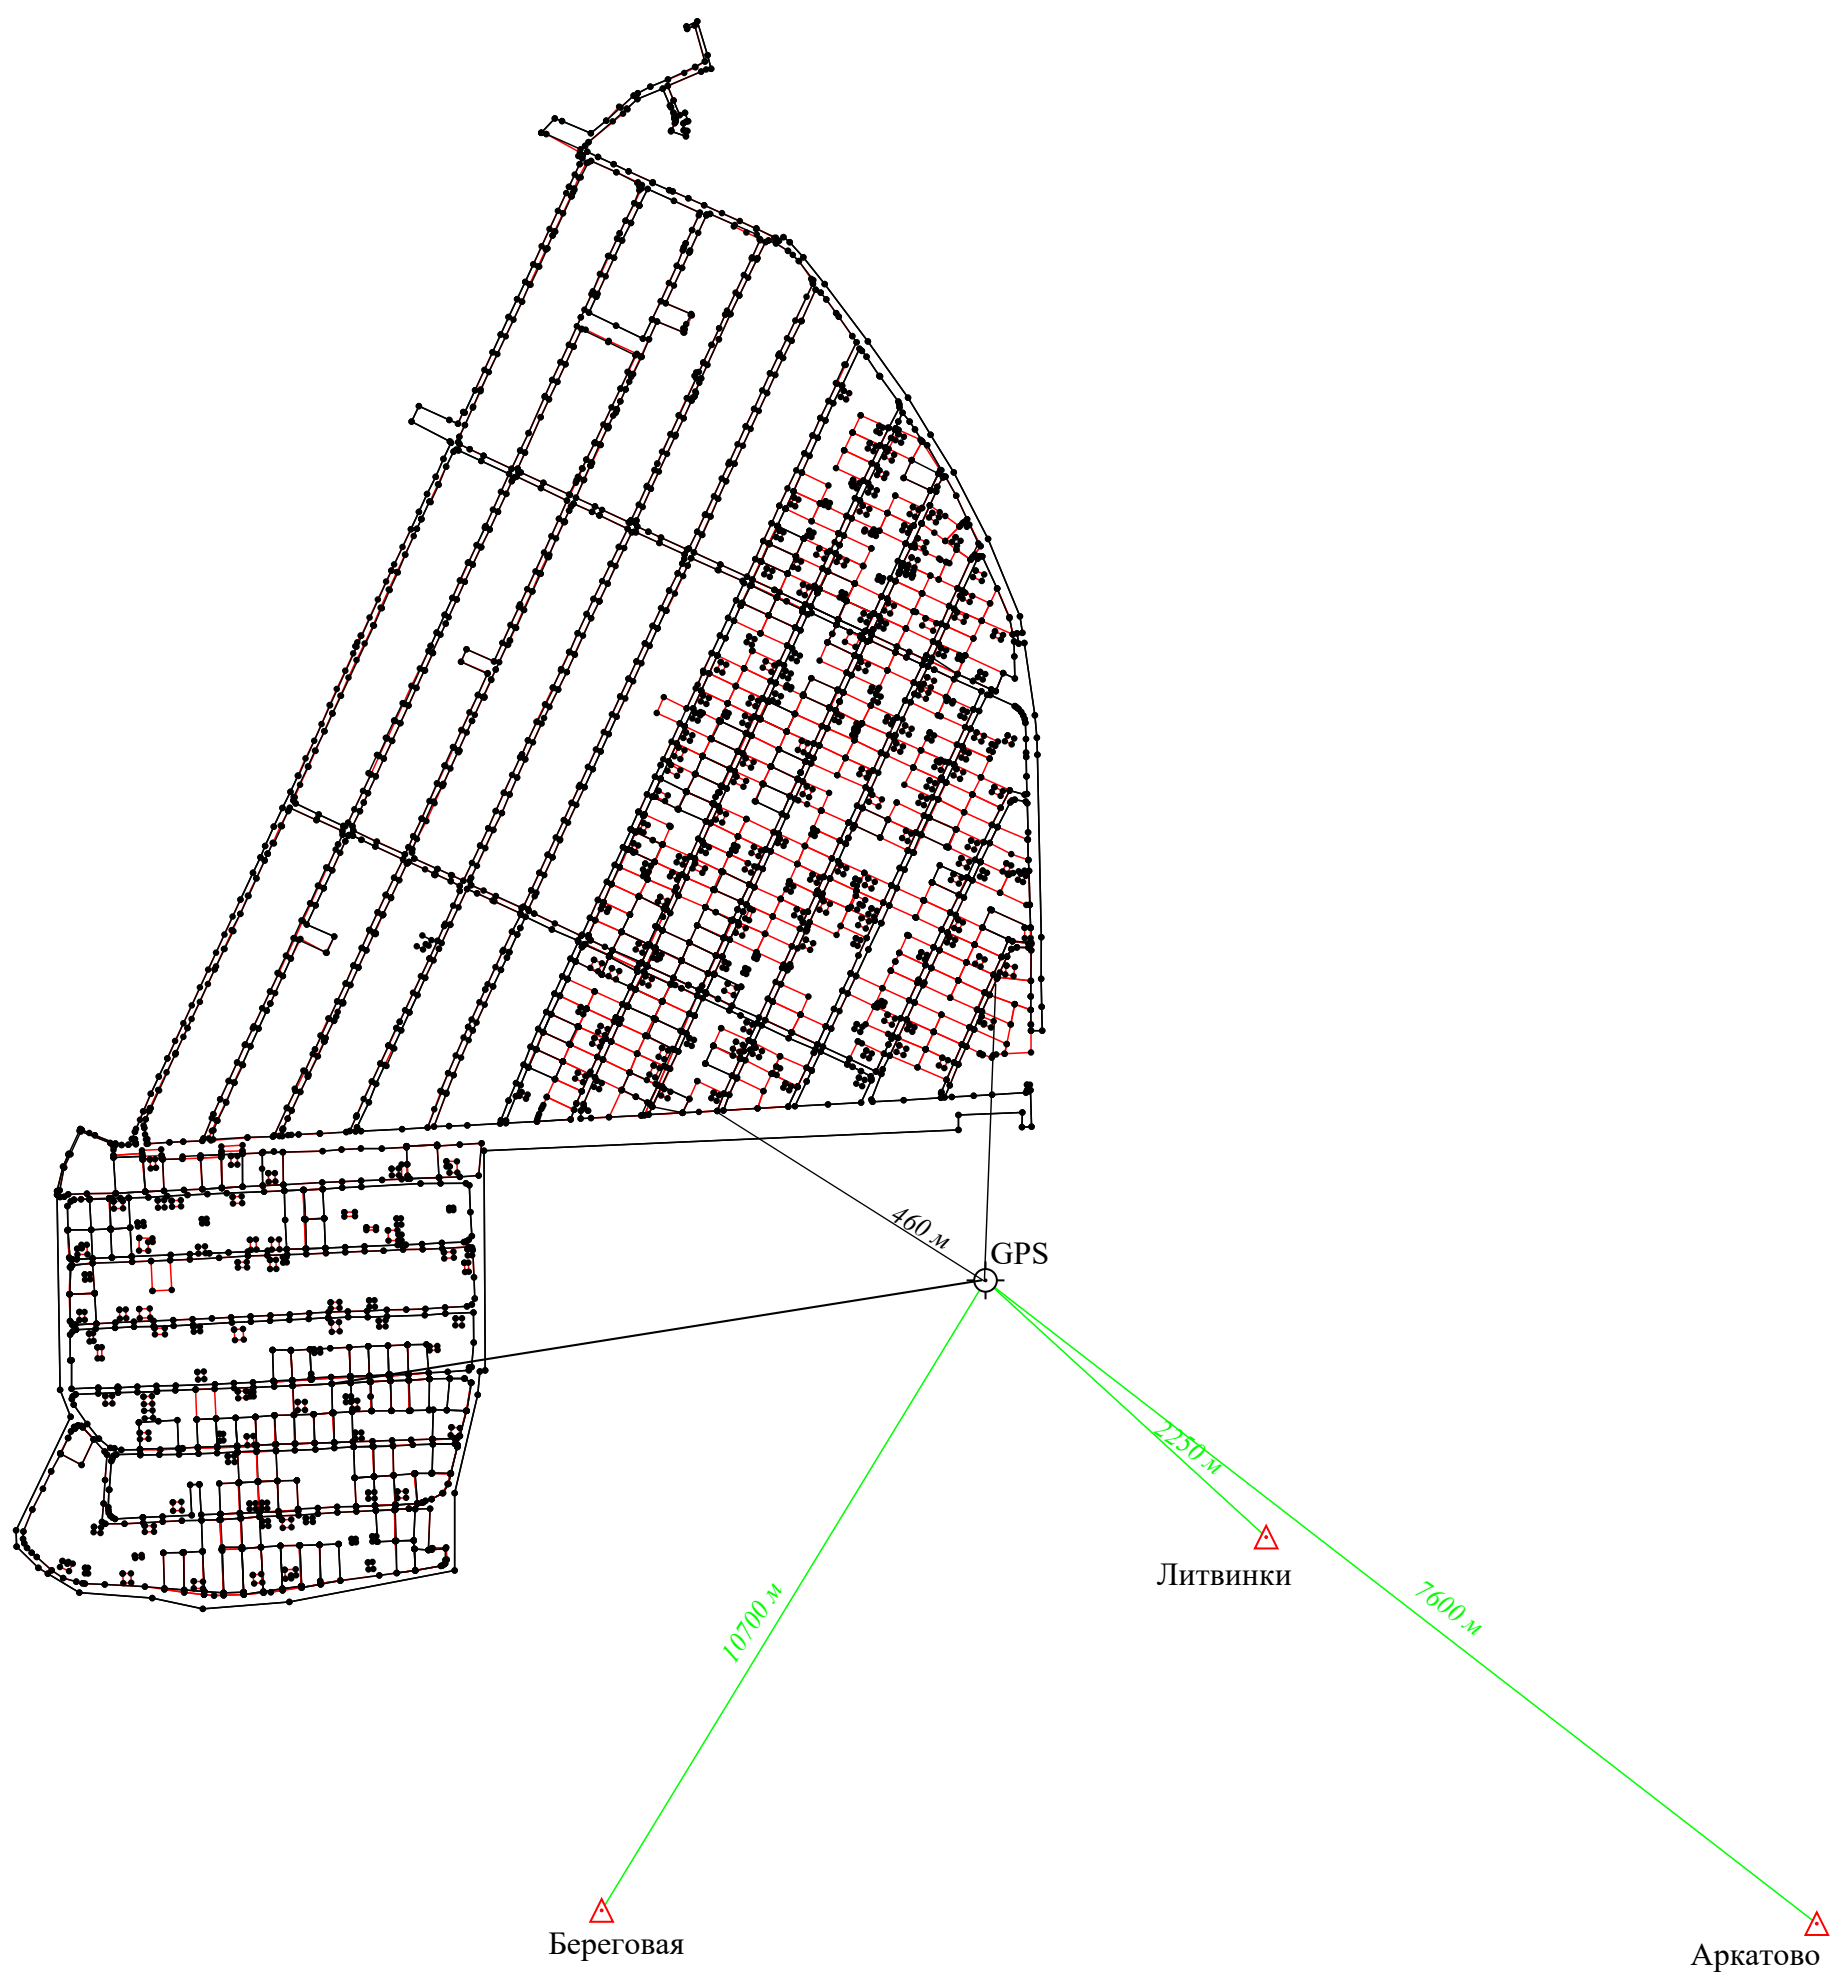 460 м
GPS
2250 м
Литвинки
7600 м
10700 м
Береговая
Аркатово